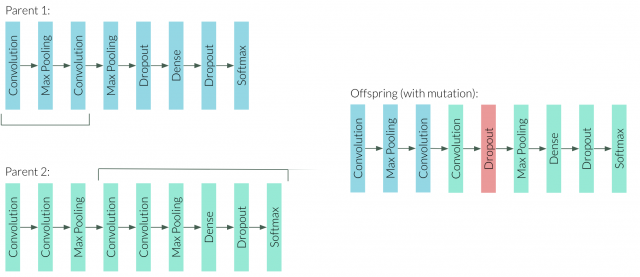 Parent 1:
Convolution
Max Pooling
Convolution
Max Pooling
Dropout
Dense
Dropout
Softmax
Parent 2:
Convolution
Convolution
Max Pooling
Convolution
Convolution
Max Pooling
Dense
Dropout
Softmax
Offspring (with mutation):
Convolution
Max Pooling
Convolution
Convolution
Dropout
Max Pooling
Dense
Dropout
Softmax